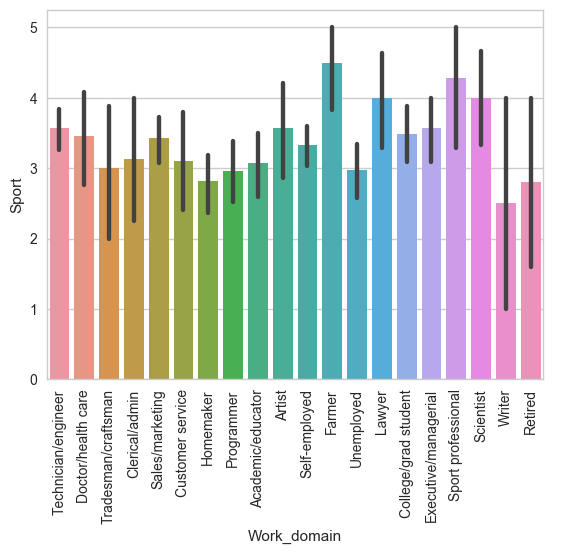 5
4
3
2
1
0
Sport
Technician/engineer
Doctor/health care
Tradesman/craftsman
Clerical/admin
Sales/marketing
Customer service
Homemaker
Programmer
Academic/educator
Artist
Self-employed
Farmer
Unemployed
Lawyer
College/grad student
Executive/managerial
Sport professional
Scientist
Writer
Retired
Work_domain